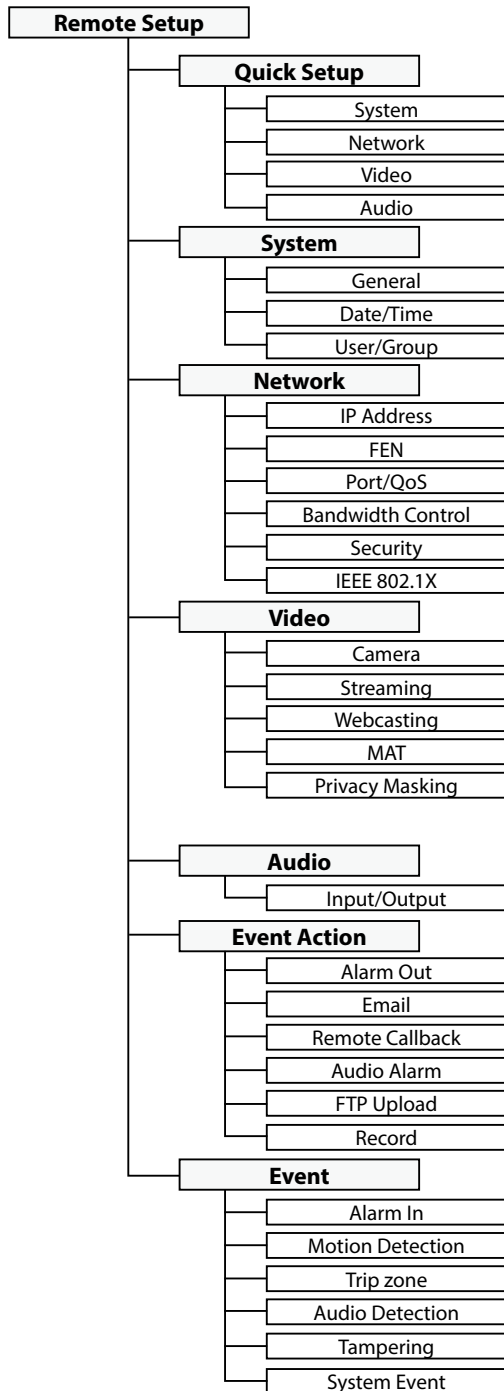 Remote Setup
Quick Setup
System
Network
Video
Audio
System
General
Date/Time
User/Group
Network
IP Address
FEN
Port/QoS
Bandwidth Control
Security
IEEE 802.1X
Video
Camera
Streaming
Webcasting
MAT
Privacy Masking
Audio
Input/Output
Event Action
Alarm Out
Email
Remote Callback
Audio Alarm
FTP Upload
Record
Event
Alarm In
Motion Detection
Trip zone
Audio Detection
Tampering
System Event